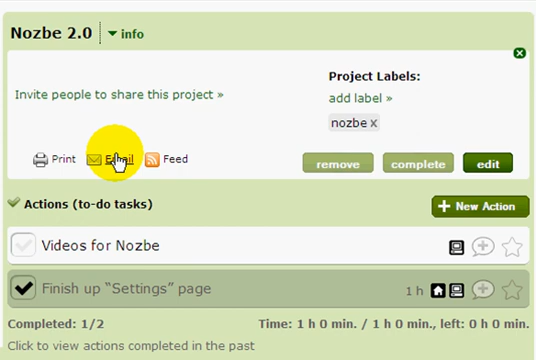 Nozbe 2.0 info
Project Labels:
Invite people to share this project »
add label »
nozbe x
Print Email Feed remove complete edit
Actions (to-do tasks) + New Action
Videos for Nozbe
Finish up “Settings” page 1 h
Completed: 1/2 Time: 1 h 0 min. / 1 h 0 min., left: 0 h 0 min.
Click to view actions completed in the past